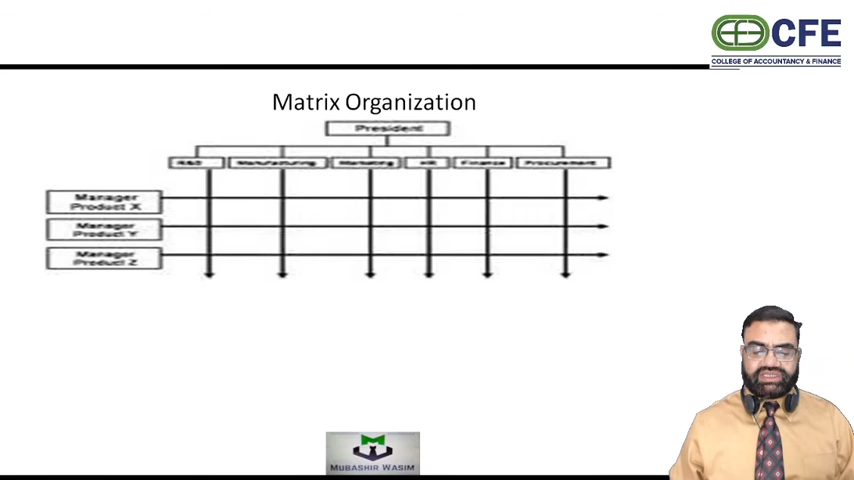 CFE
COLLEGE OF ACCOUNTANCY & FINANCE
Matrix Organization
President
R&D Manufacturing Marketing HR Finance Procurement
Manager
Product X
Manager
Product Y
Manager
Product Z
MUBASHIR WASIM